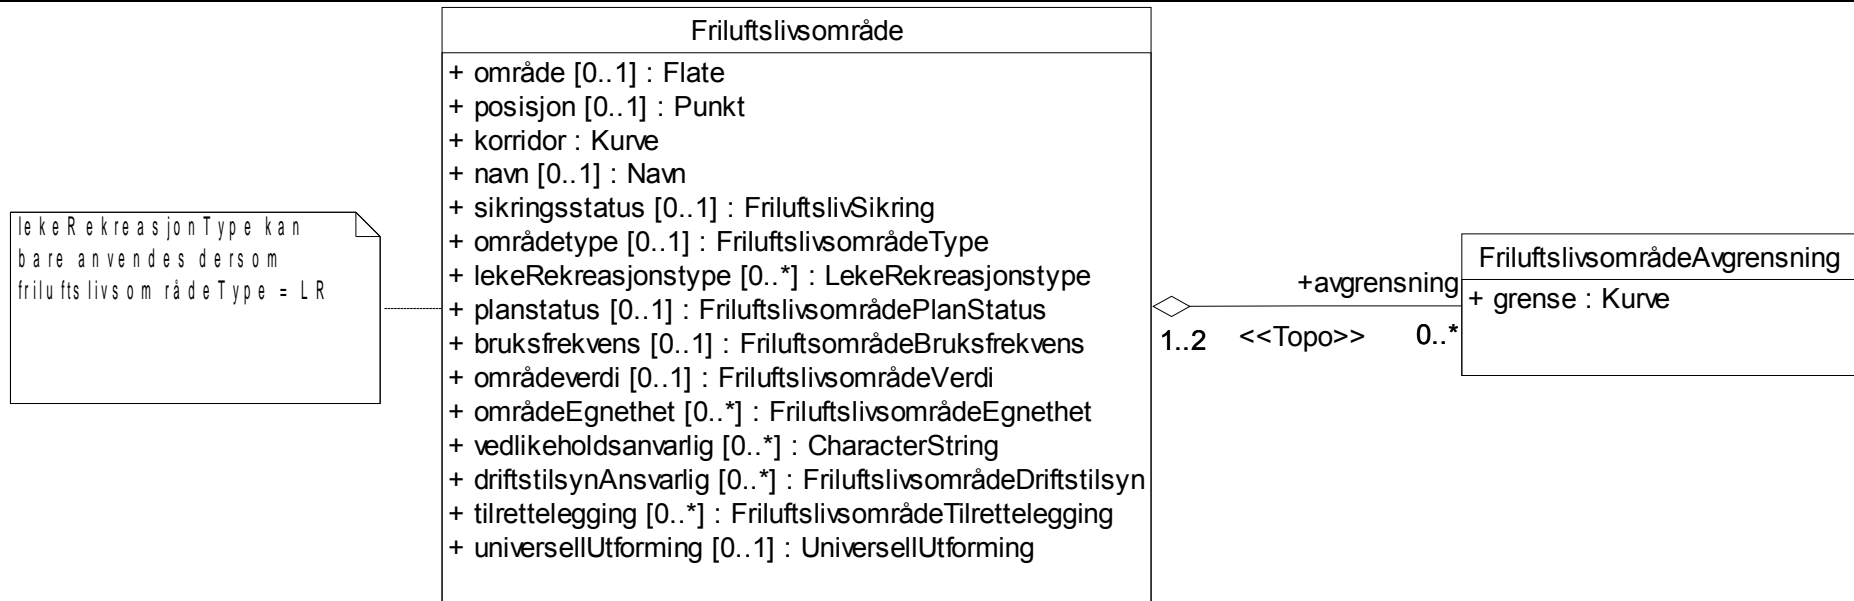 Friluftslivsområde
+ område [0..1] : Flate
+ posisjon [0..1] : Punkt
+ korridor : Kurve
+ navn [0..1] : Navn
+ sikringsstatus [0..1] : FriluftslivSikring
+ områdetype [0..1] : FriluftslivsområdeType
+ lekeRekreasjonstype [0..*] : LekeRekreasjonstype
+ planstatus [0..1] : FriluftslivsområdePlanStatus
+ bruksfrekvens [0..1] : FriluftsområdeBruksfrekvens
+ områdeverdi [0..1] : FriluftslivsområdeVerdi
+ områdeEgnethet [0..*] : FriluftslivsområdeEgnethet
+ vedlikeholdsanvarlig [0..*] : CharacterString
+ driftstilsynAnsvarlig [0..*] : FriluftslivsområdeDriftstilsyn
+ tilrettelegging [0..*] : FriluftslivsområdeTilrettelegging
+ universellUtforming [0..1] : UniversellUtforming
lekeRekreasjonType kan
bare anvendes dersom
friluftslivsområdeType = LR
+avgrensning
1..2 <<Topo>> 0..*
FriluftslivsområdeAvgrensning
+ grense : Kurve